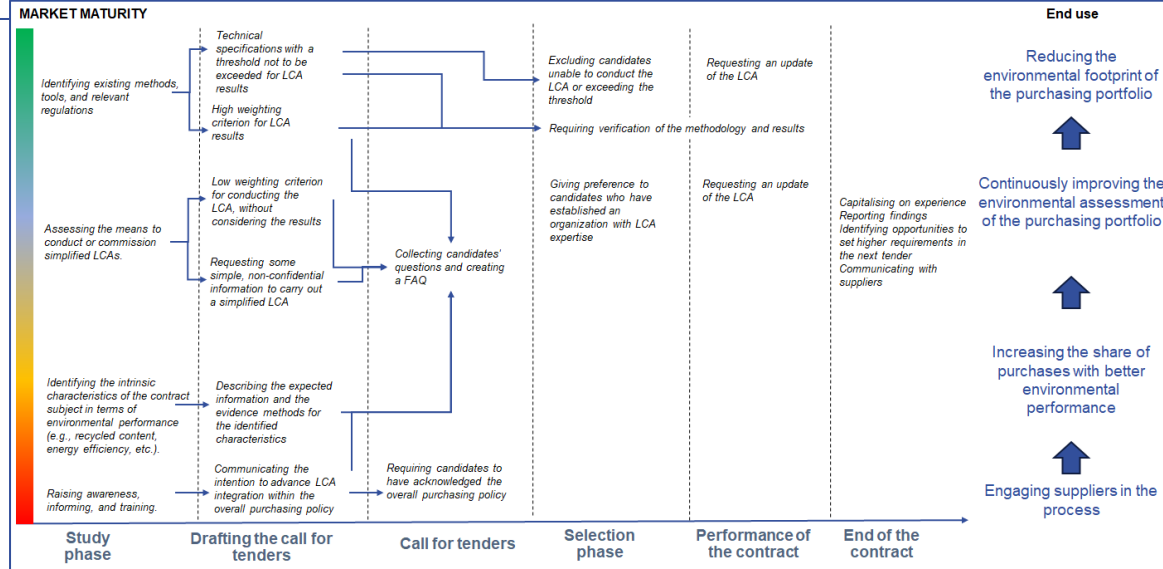 MARKET MATURITY
End use
Identifying existing methods,
tools, and relevant
regulations
Technical
specifications with a
threshold not to be
exceeded for LCA
results
High weighting
criterion for LCA
results
Excluding candidates
unable to conduct the
LCA or exceeding the
threshold
Requesting an update
of the LCA
Requiring verification of the methodology and results
Reducing the
environmental footprint of
the purchasing portfolio
Assessing the means to
conduct or commission
simplified LCAs.
Low weighting criterion
for conducting the
LCA, without
considering the results
Requesting some
simple, non-confidential
information to carry out
a simplified LCA
Collecting candidates'
questions and creating
a FAQ
Giving preference to
candidates who have
established an
organization with LCA
expertise
Requesting an update
of the LCA
Capitalising on experience
Reporting findings
Identifying opportunities to
set higher requirements in
the next tender
Communicating with
suppliers
Continuously improving the
environmental assessment
of the purchasing portfolio
Identifying the intrinsic
characteristics of the contract
subject in terms of
environmental performance
(e.g., recycled content,
energy efficiency, etc.).
Describing the expected
information and the
evidence methods for
the identified
characteristics
Increasing the share of
purchases with better
environmental
performance
Raising awareness,
informing, and training.
Communicating the
intention to advance LCA
integration within the
overall purchasing policy
Requiring candidates to
have acknowledged the
overall purchasing policy
Engaging suppliers in the
process
Study
phase
Drafting the call for
tenders
Call for tenders
Selection
phase
Performance of
the contract
End of the
contract